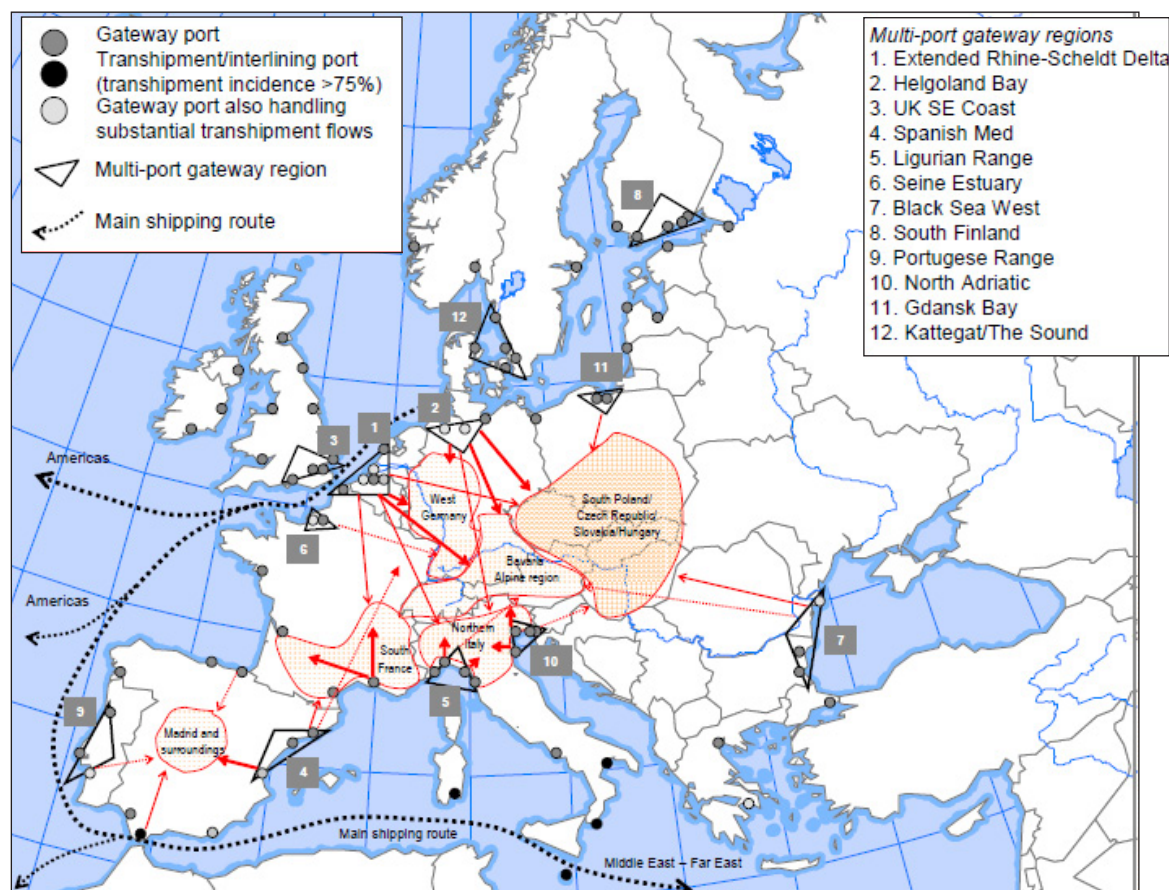 Gateway port
Transhipment/interlining port
(transhipment incidence >75%)
Gateway port also handling
substantial transhipment flows
Multi-port gateway region
Main shipping route
Multi-port gateway regions
1. Extended Rhine-Scheldt Delta
2. Helgoland Bay
3. UK SE Coast
4. Spanish Med
5. Ligurian Range
6. Seine Estuary
7. Black Sea West
8. South Finland
9. Portugese Range
10. North Adriatic
11. Gdansk Bay
12. Kattegat/The Sound
8
12
11
2
1
3
Americas
West
Germany
South Poland/
Czech Republic/
Slovakia/Hungary
6
Bavaria
Alpine region
Americas
Northern
Italy
South
France
7
10
5
9
Madrid and
surroundings
4
Main shipping route
Middle East – Far East